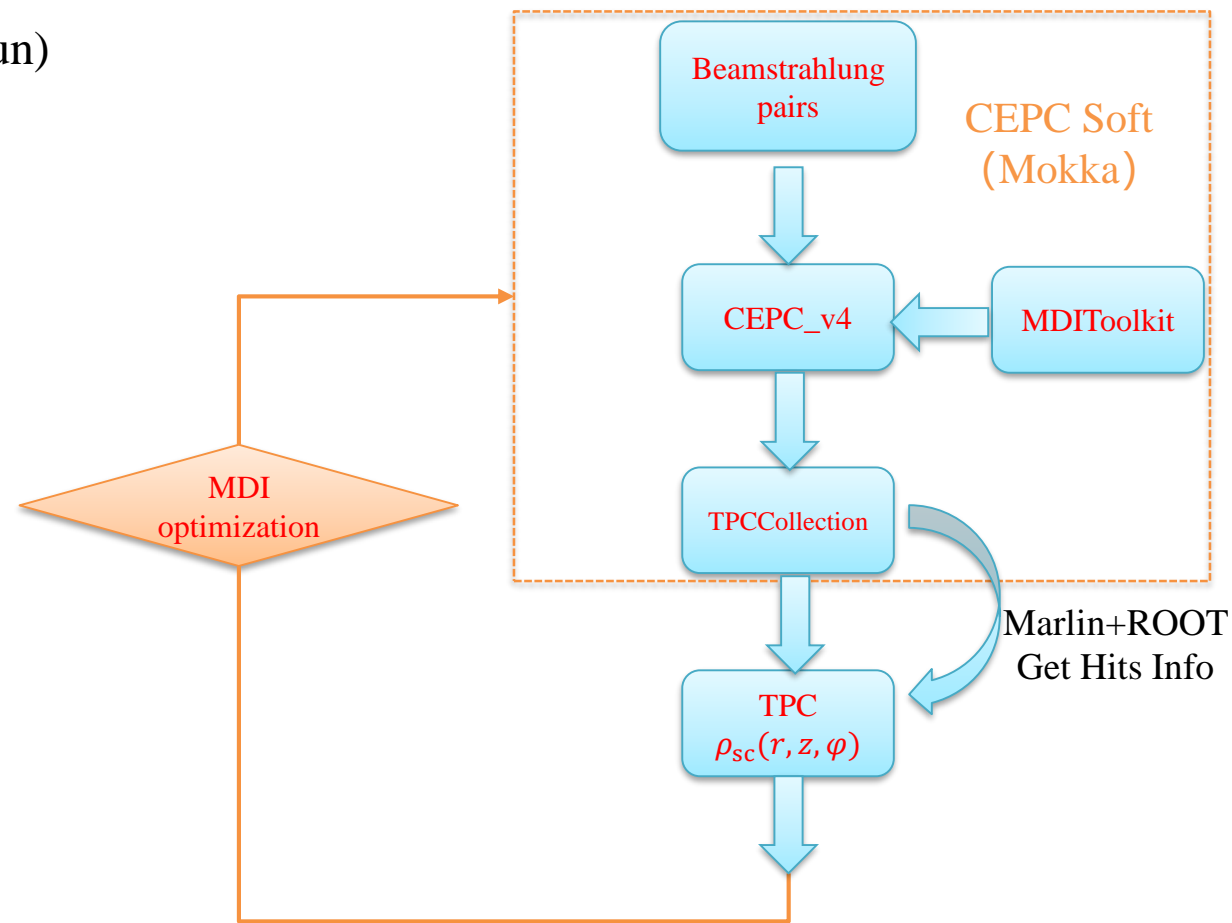 un)
Beamstrahlung
pairs
CEPC Soft
（Mokka）
CEPC_v4
MDIToolkit
MDI
optimization
TPCCollection
Marlin+ROOT
Get Hits Info
TPC
ρsc(r, z, φ)